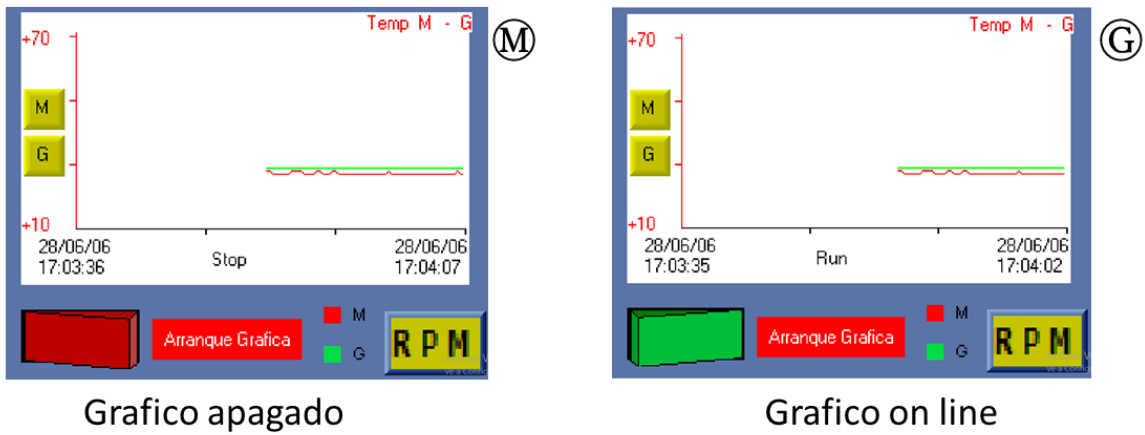 Temp M - G
+70
M
G
+10
28/06/06
17:03:36
Stop
28/06/06
17:04:07
Arranque Grafica
M
G
RPM
Ⓜ
Grafico apagado
Temp M - G
+70
M
G
+10
28/06/06
17:03:35
Run
28/06/06
17:04:02
Arranque Grafica
M
G
RPM
Ⓖ
Grafico on line